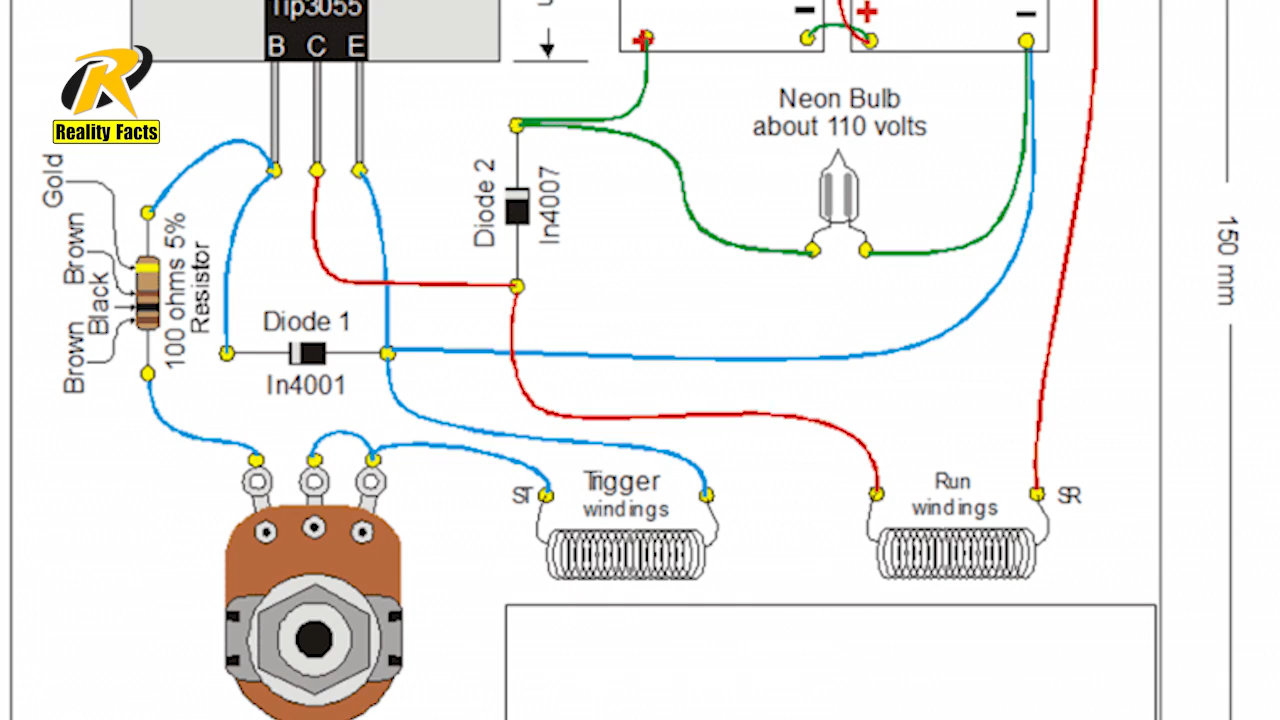 Tip3055
B C E
R
Reality Facts
+
−
+
−
Neon Bulb
about 110 volts
Gold
Brown
Black
Brown
100 ohms 5%
Resistor
Diode 2
In4007
Diode 1
In4001
150 mm
ST
Trigger
windings
Run
windings
SR